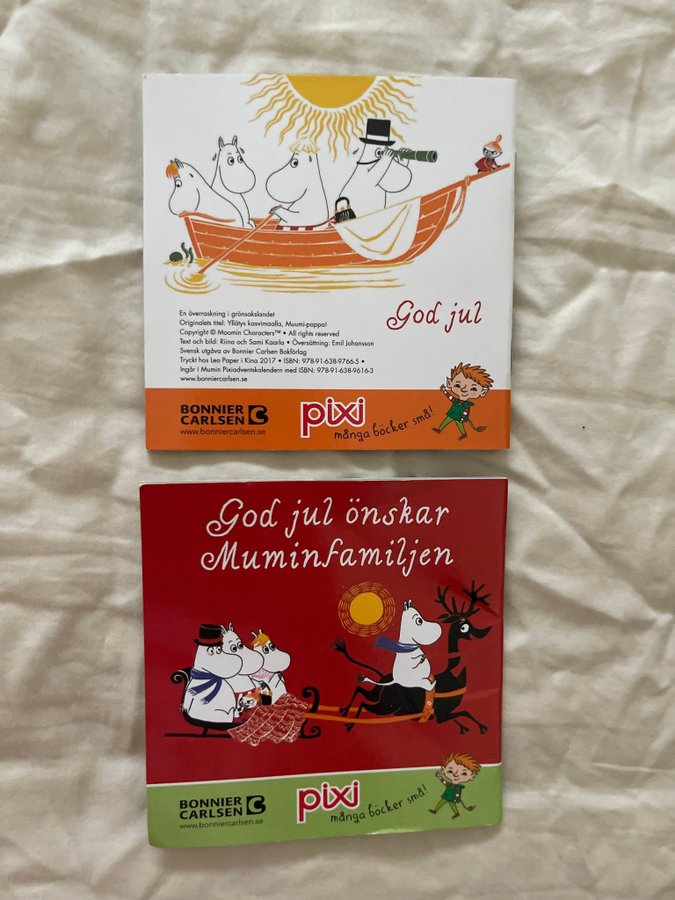 God jul
En överraskning i grönsakslandet
Originalets titel: Yllätys kasvimaalla, Muumi-pappa!
Copyright © Moomin Characters™ • All rights reserved
Text och bild: Riina och Sami Kaarla • Översättning: Emil Johansson
Svensk utgåva av Bonnier Carlsen Bokförlag
Tryckt hos Leo Paper i Kina 2017 • ISBN: 978-91-638-9766-5 •
Ingår i Mumin Pixiadventskalendern med ISBN: 978-91-638-9616-3
www.bonniercarlsen.se
BONNIER
CARLSEN
www.bonniercarlsen.se
pixi
många böcker små!
God jul önskar
Muminfamiljen
BONNIER
CARLSEN
www.bonniercarlsen.se
pixi
många böcker små!